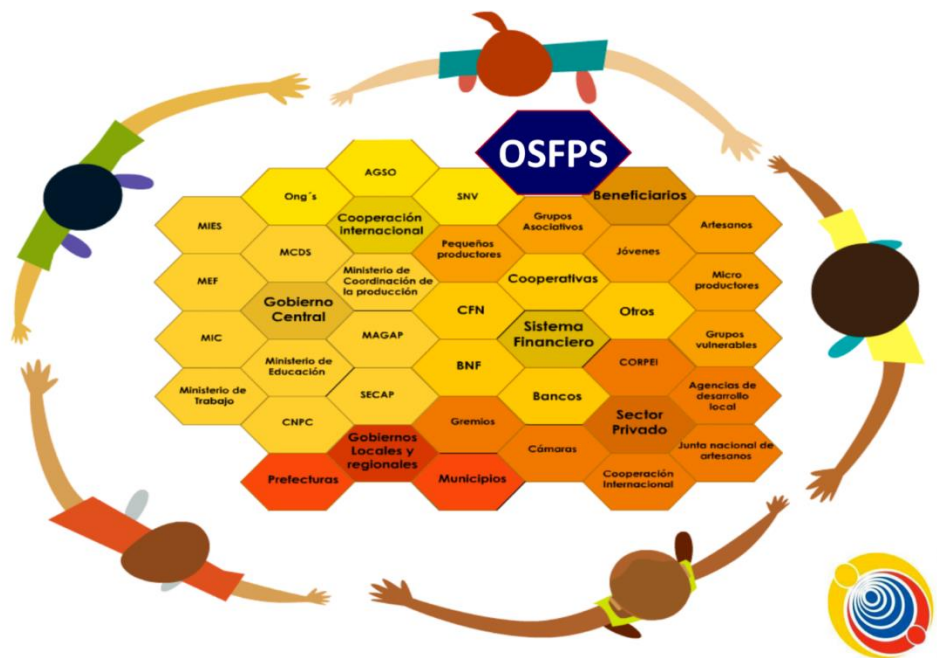 OSFPS
AGSO
Ong´s
SNV
Beneficiarios
MIES
Cooperación
internacional
Grupos
Asociativos
Artesanos
MCDS
Pequeños
productores
Jóvenes
MEF
Ministerio de
Coordinación de
la producción
Cooperativas
Micro
productores
Gobierno
Central
CFN
Otros
MIC
MAGAP
Sistema
Financiero
Grupos
vulnerables
Ministerio de
Educación
BNF
CORPEI
Ministerio de
Trabajo
SECAP
Bancos
Agencias de
desarrollo
local
CNPC
Gremios
Sector
Privado
Gobiernos
Locales y
regionales
Cámaras
Junta nacional de
artesanos
Prefecturas
Municipios
Cooperación
Internacional